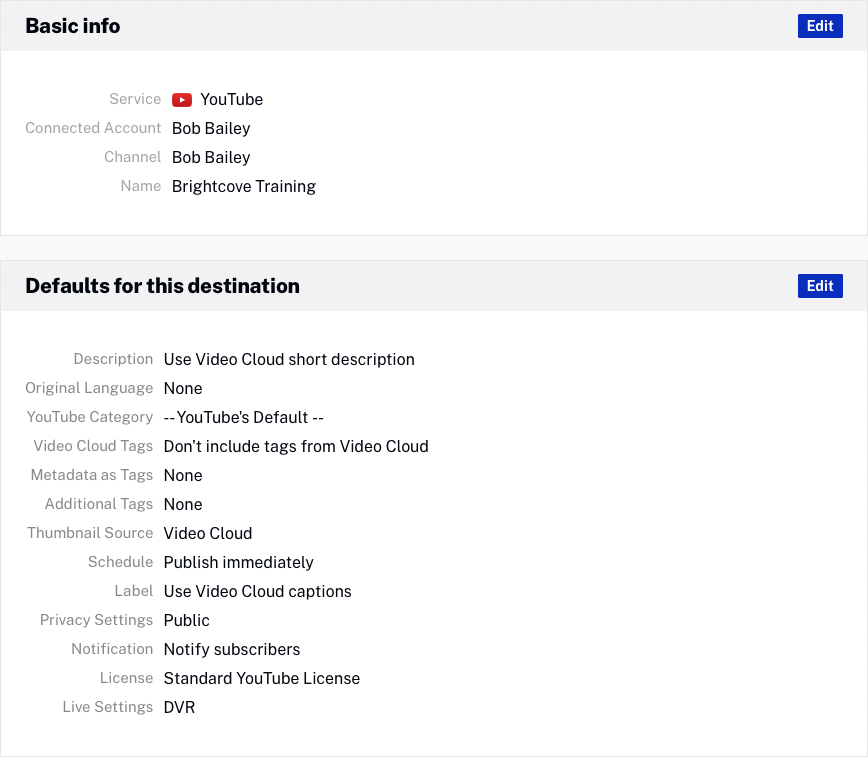 Basic info
Edit
Service YouTube
Connected Account Bob Bailey
Channel Bob Bailey
Name Brightcove Training
Defaults for this destination
Edit
Description Use Video Cloud short description
Original Language None
YouTube Category -- YouTube's Default --
Video Cloud Tags Don't include tags from Video Cloud
Metadata as Tags None
Additional Tags None
Thumbnail Source Video Cloud
Schedule Publish immediately
Label Use Video Cloud captions
Privacy Settings Public
Notification Notify subscribers
License Standard YouTube License
Live Settings DVR